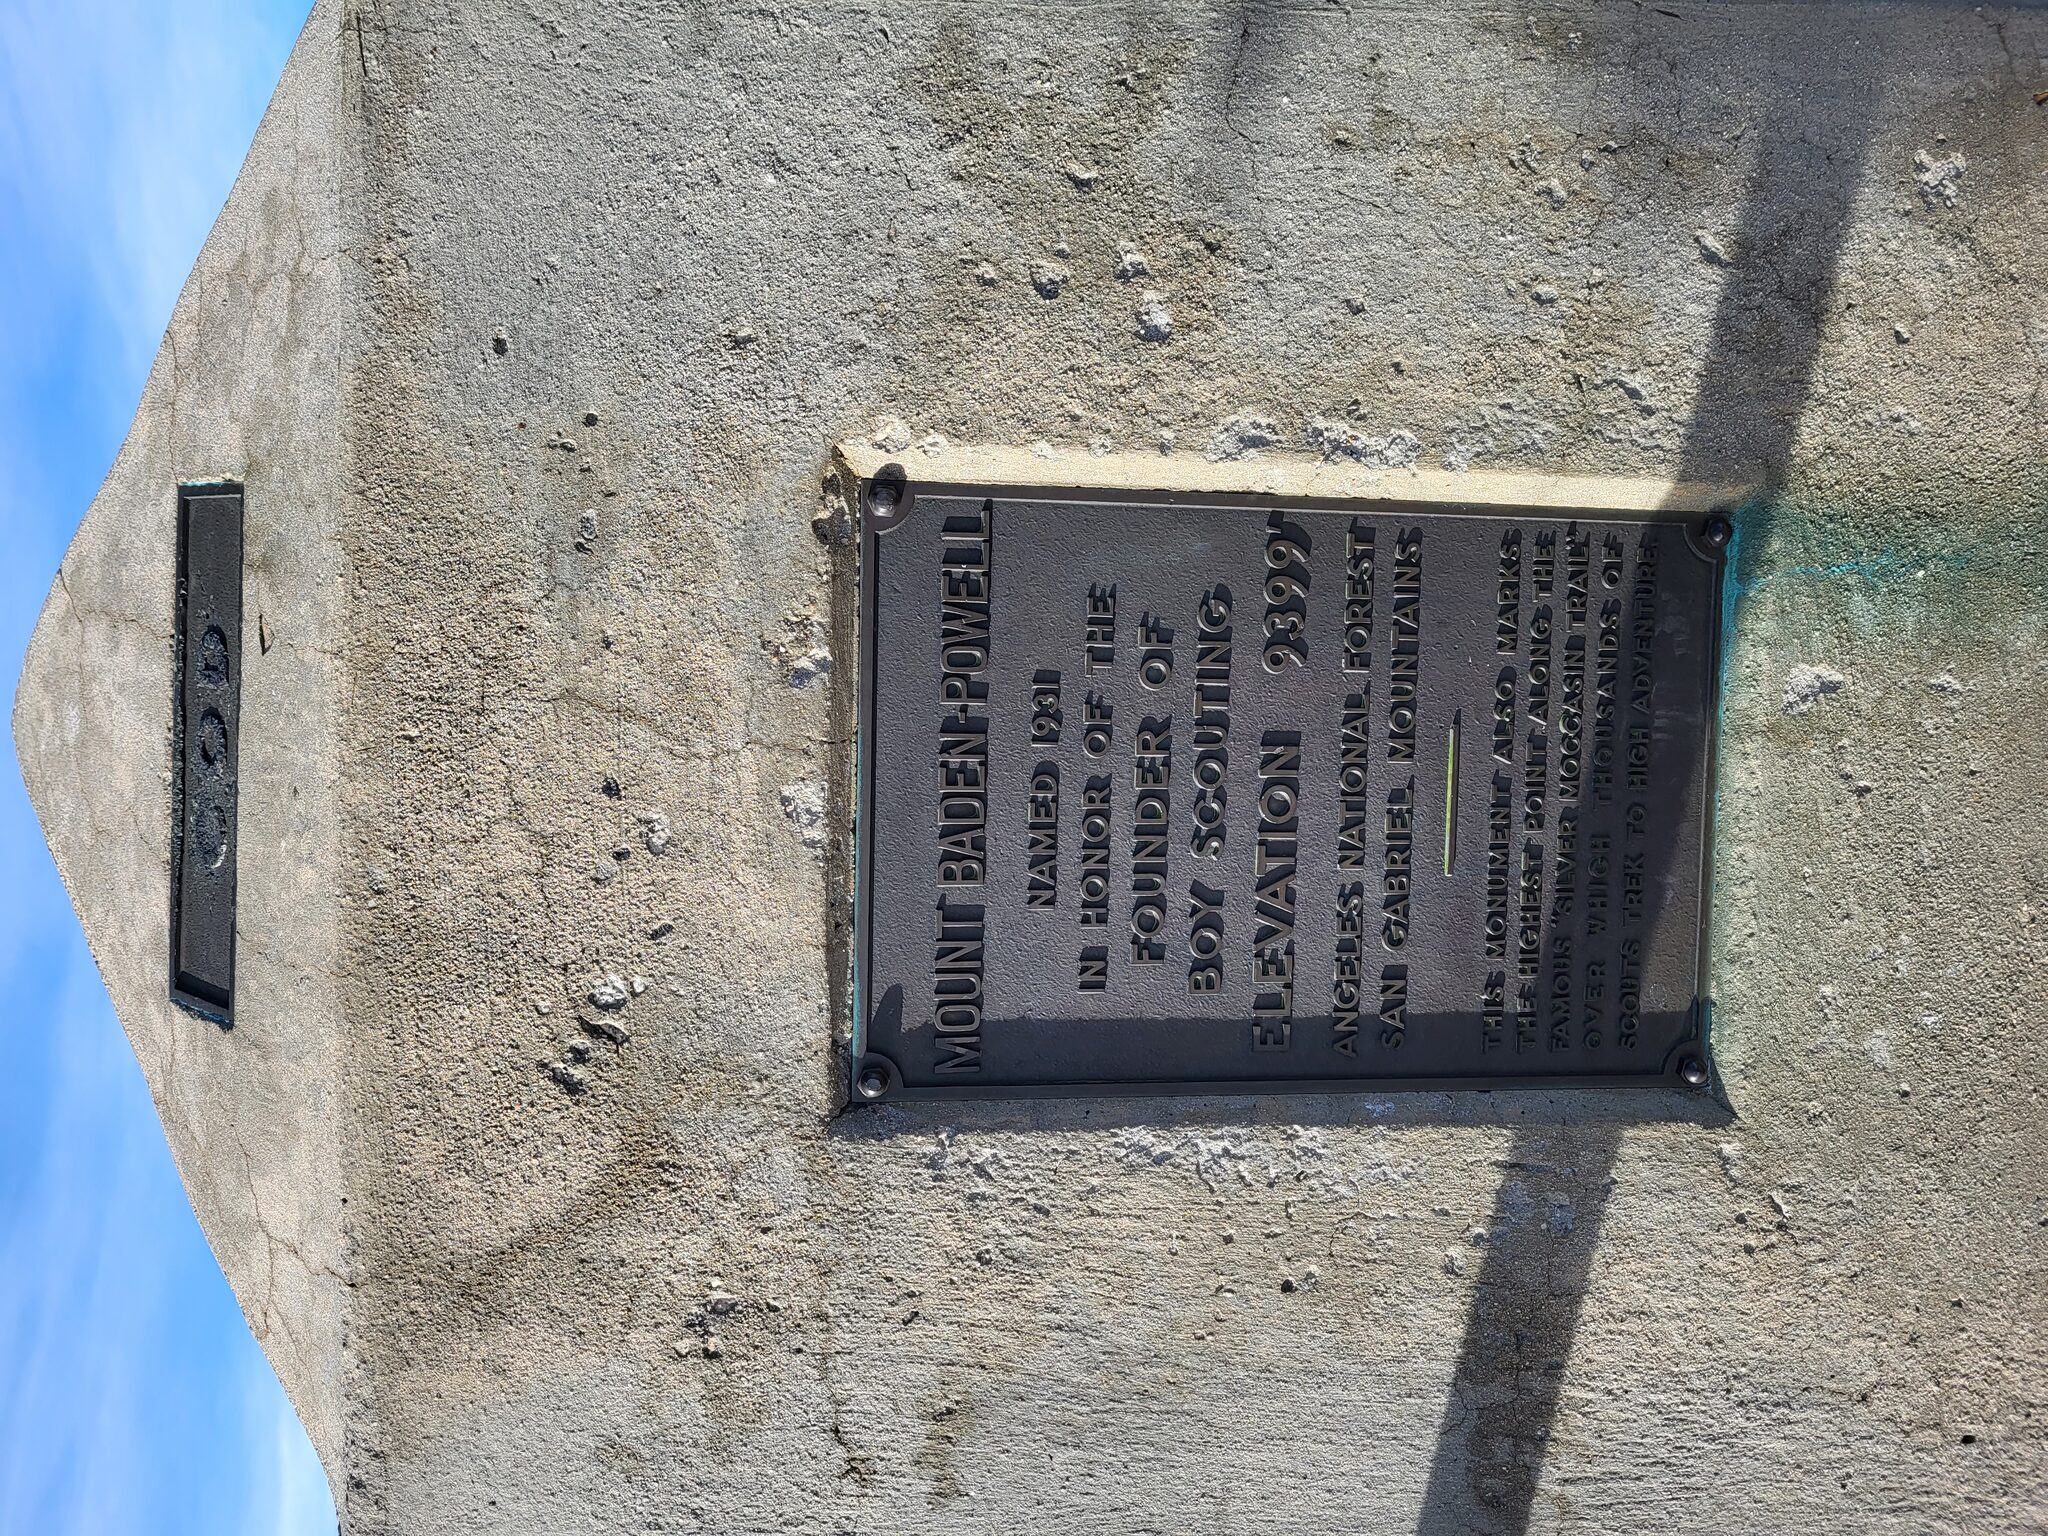 GOD
MOUNT BADEN-POWELL
NAMED 1931
IN HONOR OF THE
FOUNDER OF
BOY SCOUTING
ELEVATION 9399'
ANGELES NATIONAL FOREST
SAN GABRIEL MOUNTAINS
THIS MONUMENT ALSO MARKS
THE HIGHEST POINT ALONG THE
FAMOUS "SILVER MOCCASIN TRAIL"
OVER WHICH THOUSANDS OF
SCOUTS TREK TO HIGH ADVENTURE.